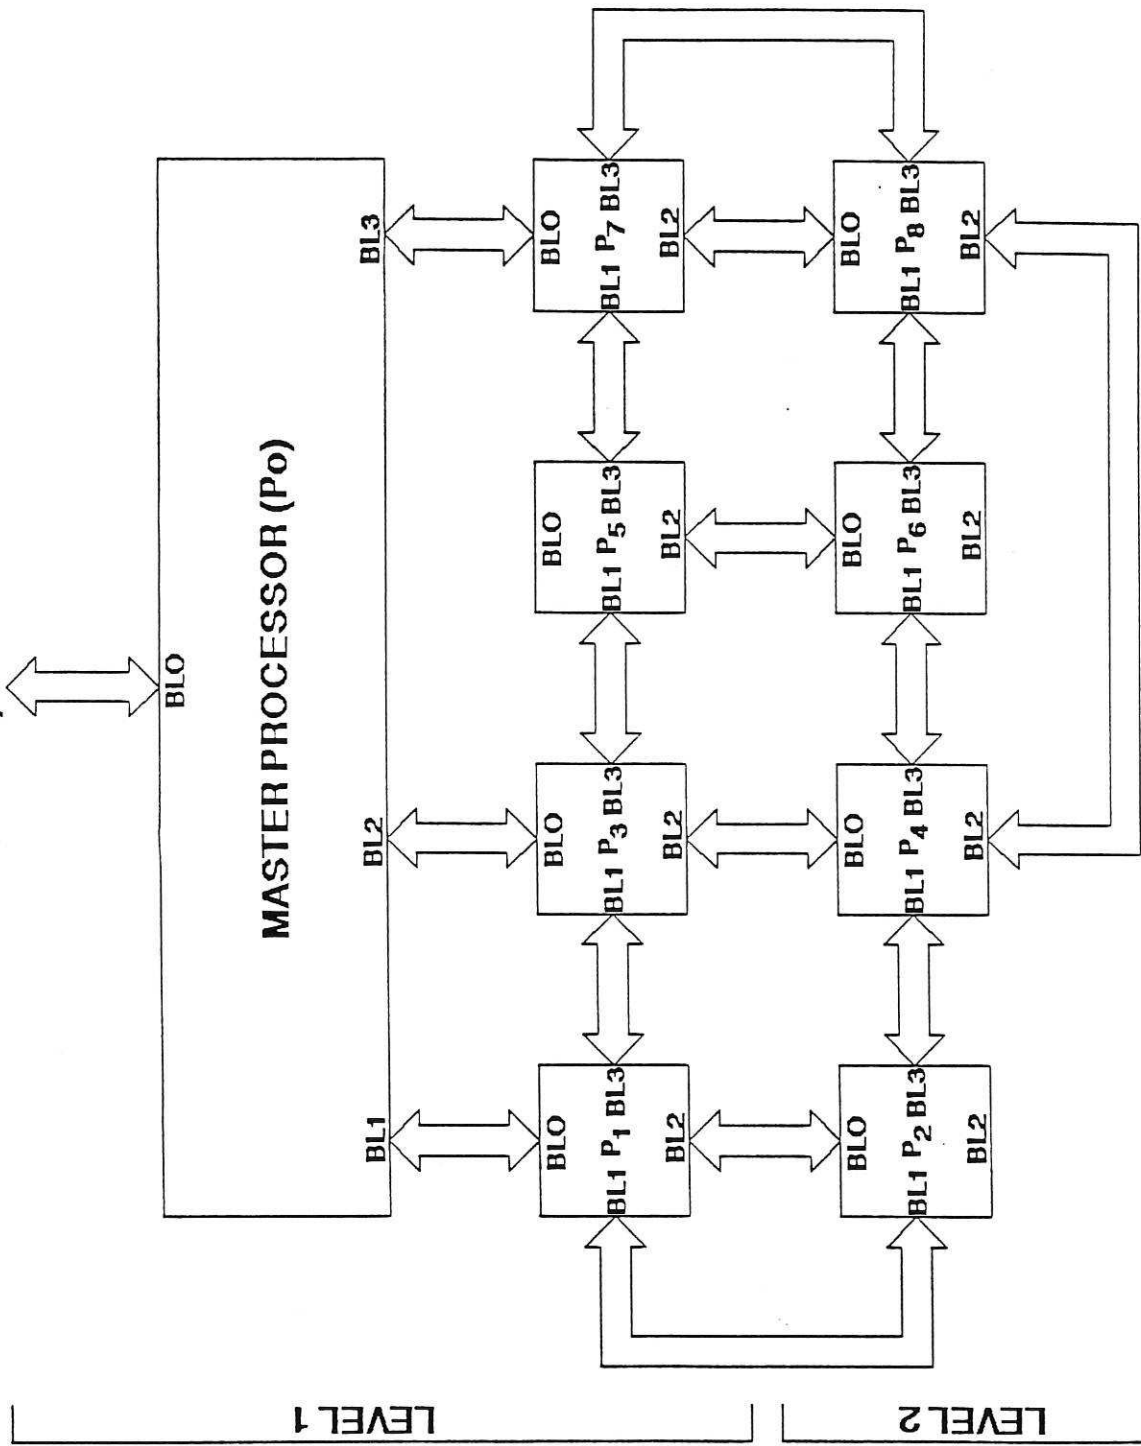 BLO
MASTER PROCESSOR (Po)
BL1 BL2 BL3
BLO BLO BLO BLO
BL1 P1 BL3 BL1 P3 BL3 BL1 P5 BL3 BL1 P7 BL3
BL2 BL2 BL2 BL2
BLO BLO BLO BLO
BL1 P2 BL3 BL1 P4 BL3 BL1 P6 BL3 BL1 P8 BL3
BL2 BL2 BL2 BL2
LEVEL 1
LEVEL 2